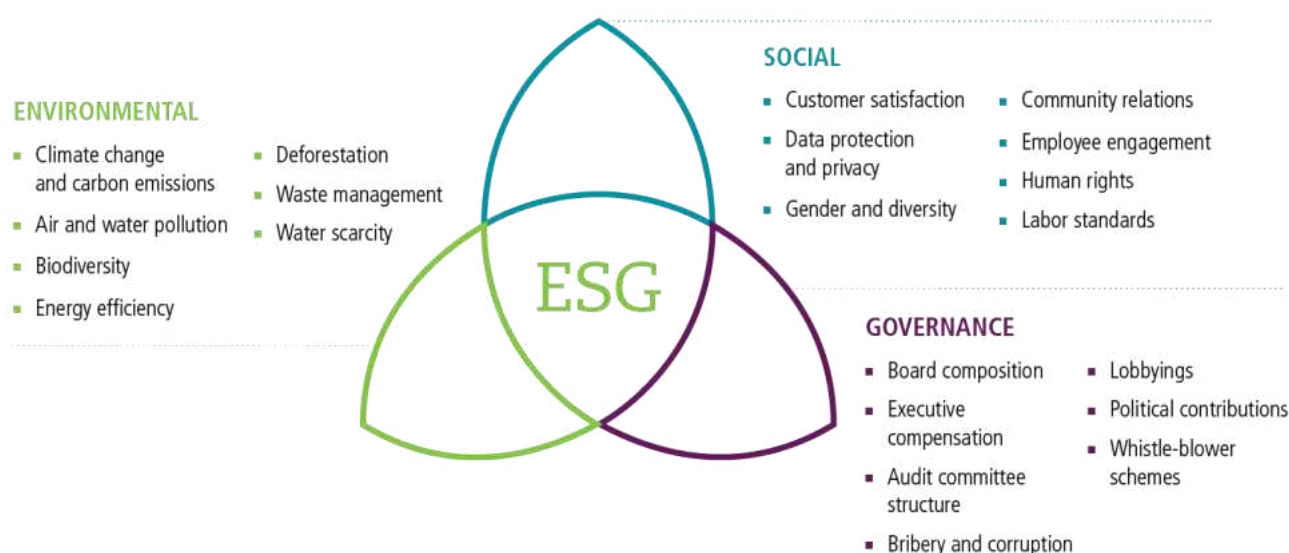 ENVIRONMENTAL
Climate change
and carbon emissions
Air and water pollution
Biodiversity
Energy efficiency
Deforestation
Waste management
Water scarcity
ESG
SOCIAL
Customer satisfaction
Data protection
and privacy
Gender and diversity
Community relations
Employee engagement
Human rights
Labor standards
GOVERNANCE
Board composition
Executive
compensation
Audit committee
structure
Bribery and corruption
Lobbyings
Political contributions
Whistle-blower
schemes